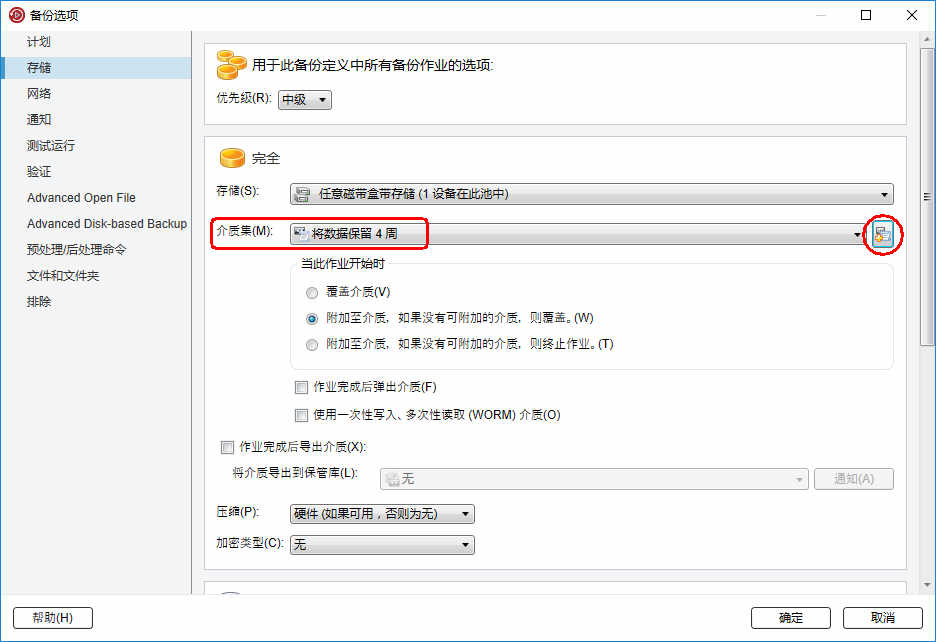 备份选项
计划
存储
网络
通知
测试运行
验证
Advanced Open File
Advanced Disk-based Backup
预处理/后处理命令
文件和文件夹
排除
用于此备份定义中所有备份作业的选项:
优先级(R): 中级
完全
存储(S): 任意磁带盒带存储 (1 设备在此池中)
介质集(M): 将数据保留 4 周
当此作业开始时
覆盖介质(V)
附加至介质，如果没有可附加的介质，则覆盖。(W)
附加至介质，如果没有可附加的介质，则终止作业。(T)
作业完成后弹出介质(F)
使用一次性写入、多次性读取 (WORM) 介质(O)
作业完成后导出介质(X):
将介质导出到保管库(L): 无 通知(A)
压缩(P): 硬件 (如果可用，否则为无)
加密类型(C): 无
帮助(H) 确定 取消